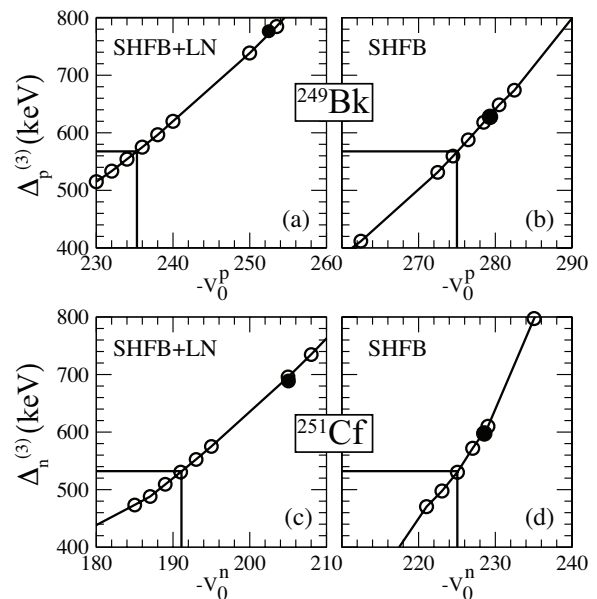 800
SHFB+LN
SHFB
700
249Bk
600
500
Δp(3)(keV)
(a)
(b)
400
230 240 250 260 270 280 290
-V0p
-V0p
800
SHFB+LN
SHFB
700
251Cf
600
500
Δn(3)(keV)
(c)
(d)
400
180 190 200 210 220 230 240
-V0n
-V0n